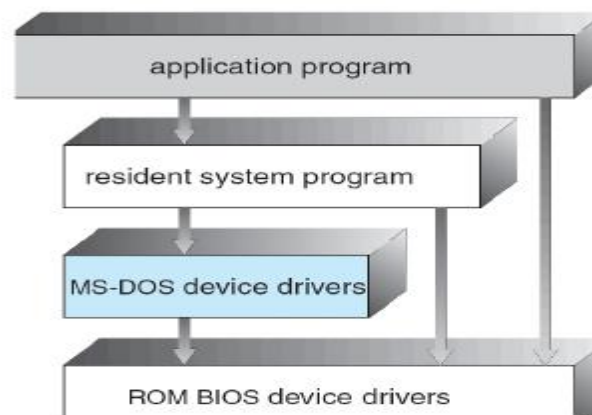 application program
resident system program
MS-DOS device drivers
ROM BIOS device drivers